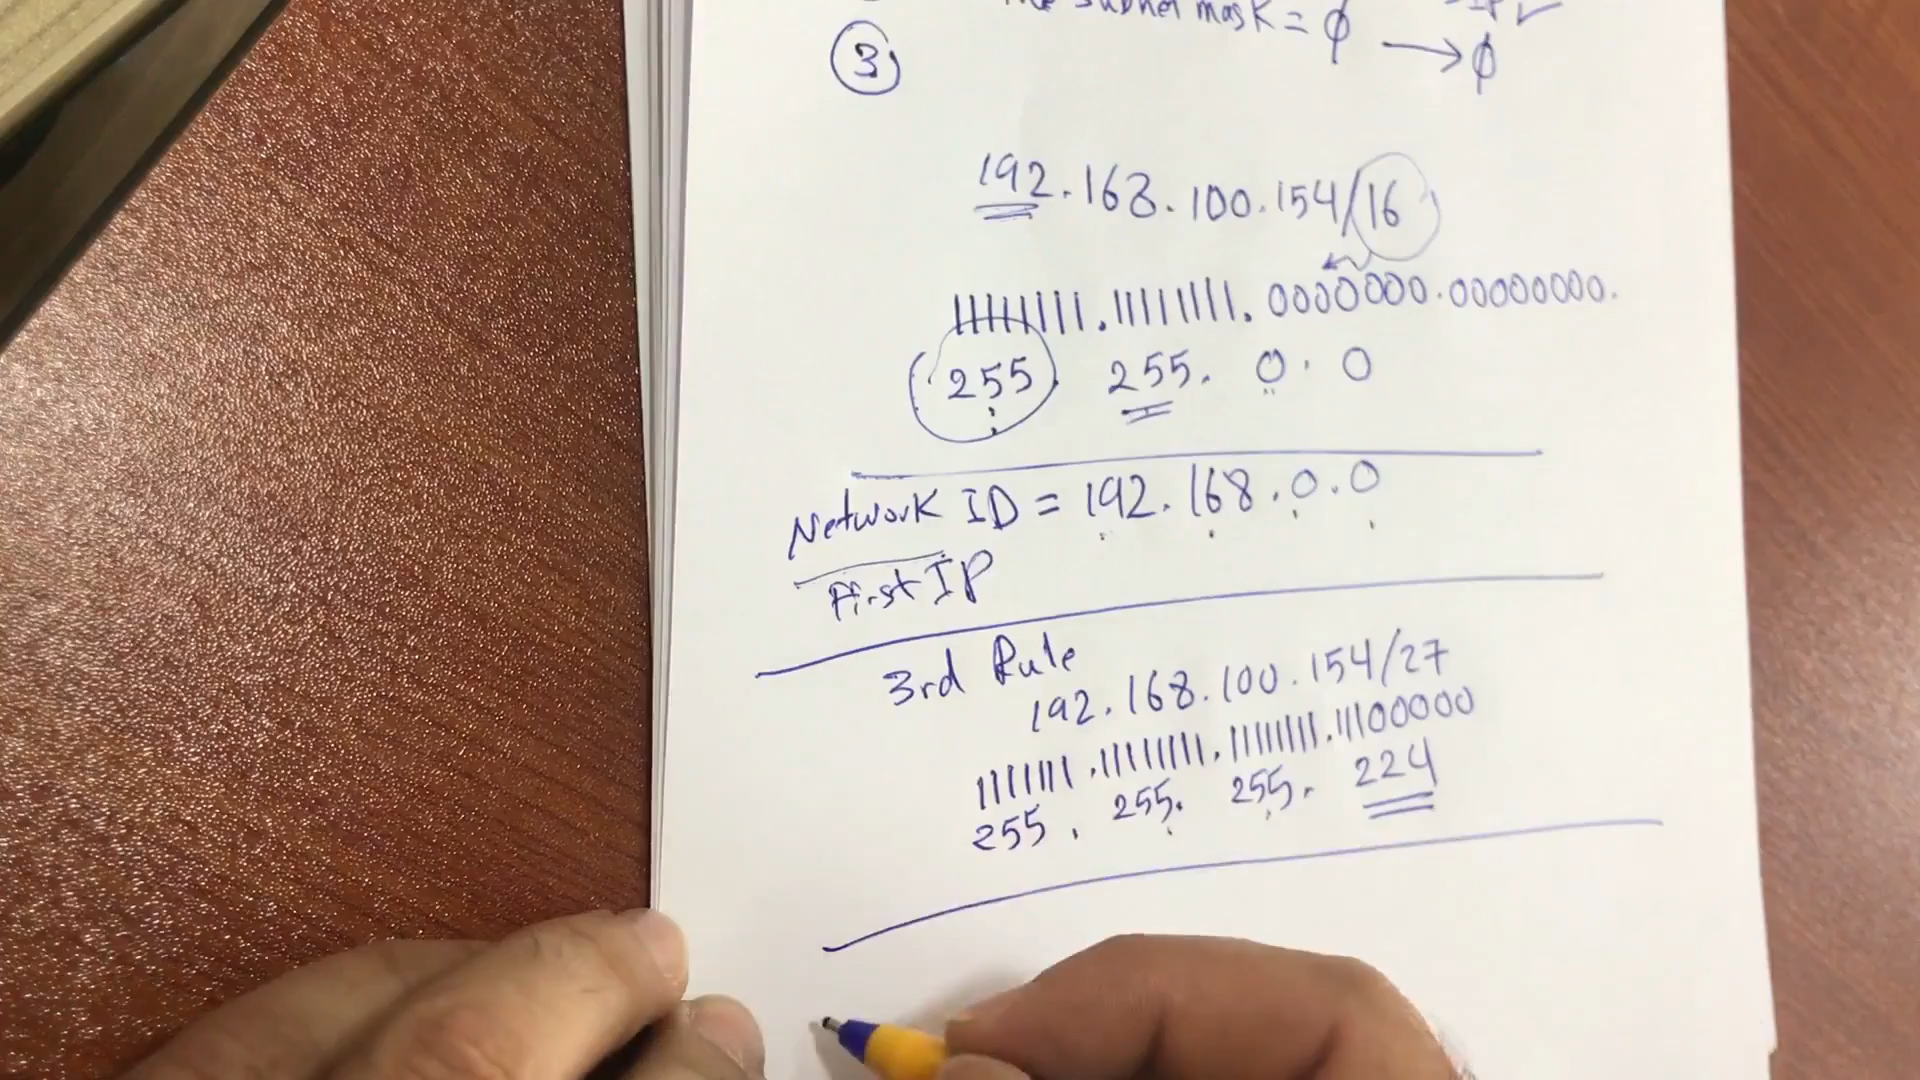 The subnet mask = ϕ → ϕ
3
192.168.100.154/16
11111111.11111111.00000000.00000000.
255. 255. 0. 0
Network ID = 192.168.0.0
First IP
3rd Rule
192.168.100.154/27
11111111.11111111.11111111.11100000
255. 255. 255. 224